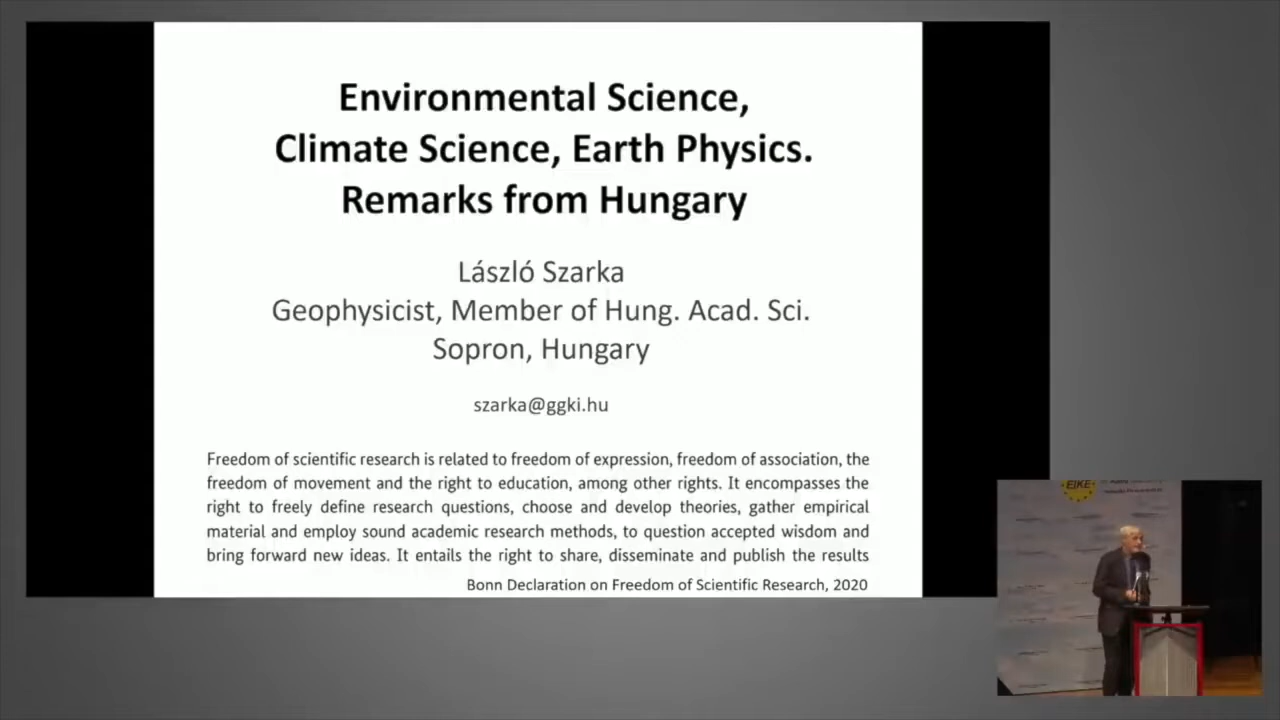 Environmental Science,
Climate Science, Earth Physics.
Remarks from Hungary
László Szarka
Geophysicist, Member of Hung. Acad. Sci.
Sopron, Hungary
szarka@ggki.hu
Freedom of scientific research is related to freedom of expression, freedom of association, the
freedom of movement and the right to education, among other rights. It encompasses the
right to freely define research questions, choose and develop theories, gather empirical
material and employ sound academic research methods, to question accepted wisdom and
bring forward new ideas. It entails the right to share, disseminate and publish the results
Bonn Declaration on Freedom of Scientific Research, 2020
EIKE